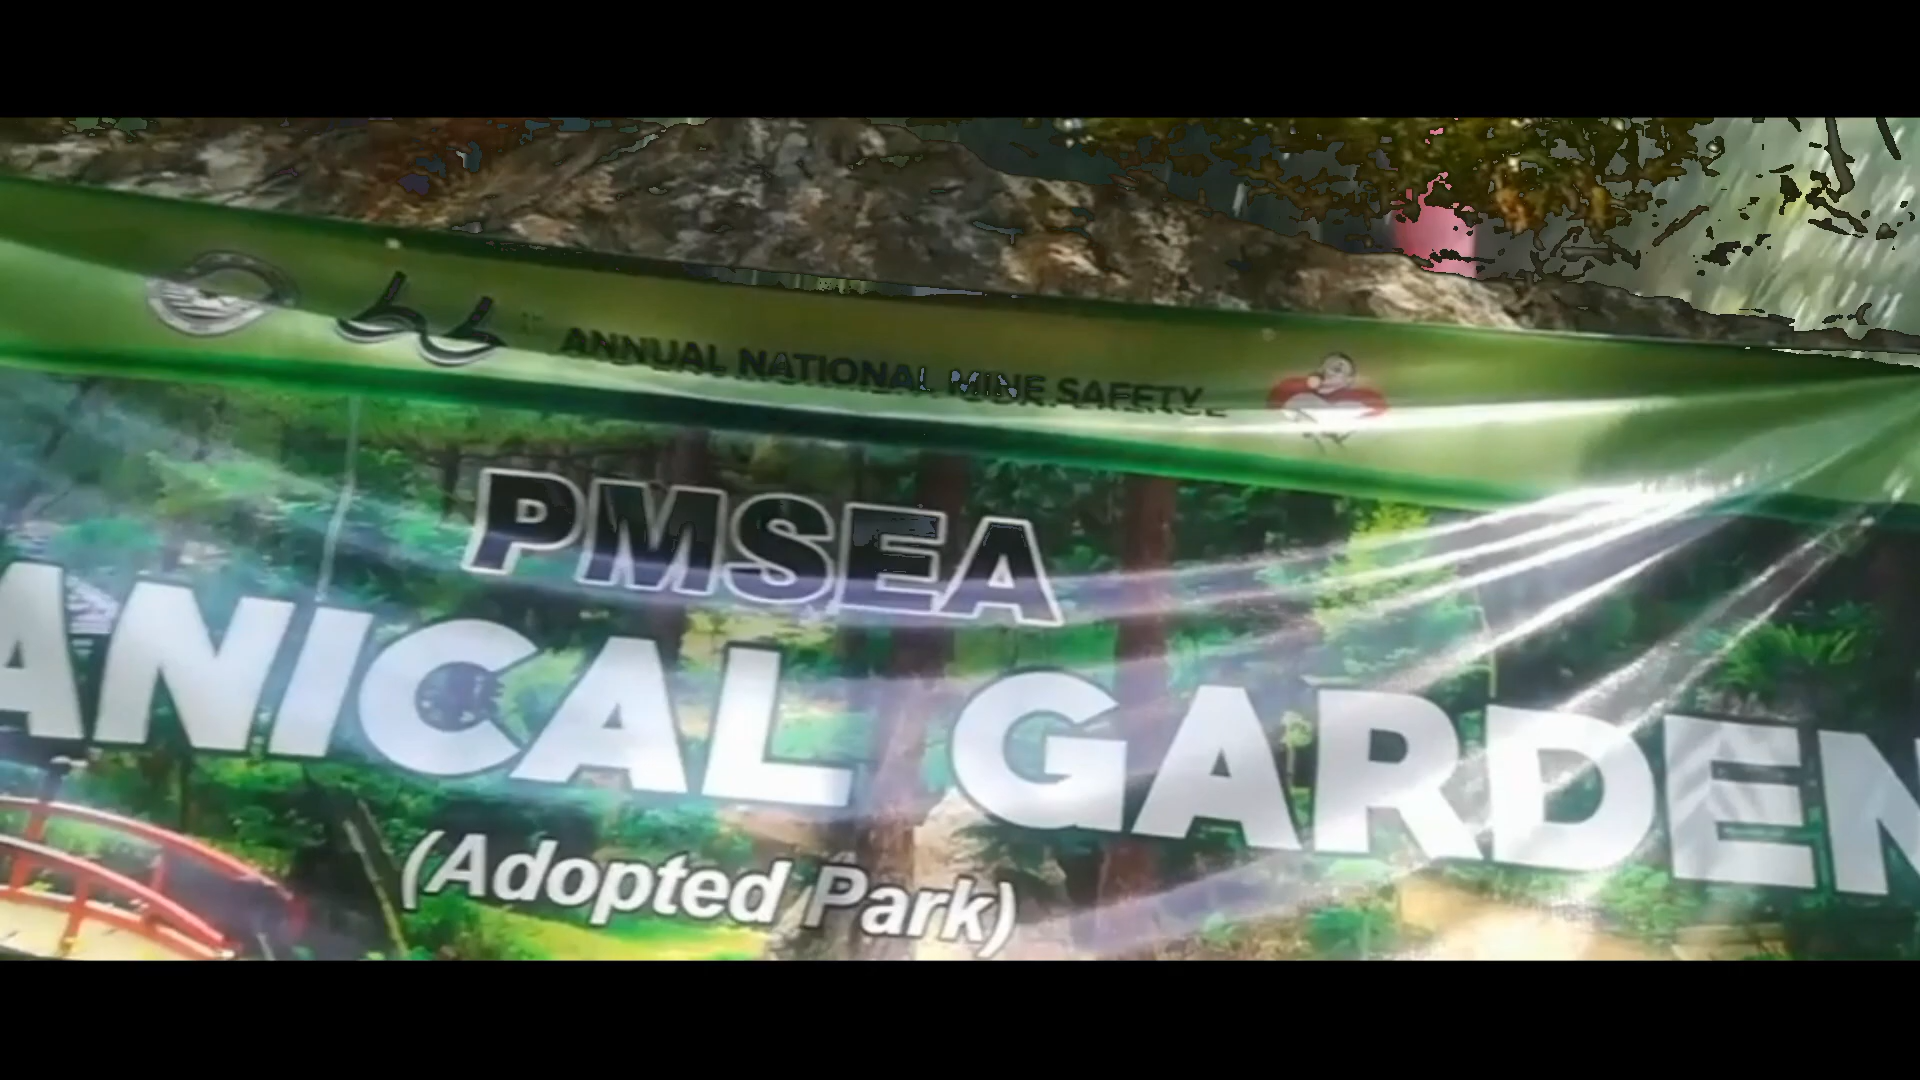 ANNUAL NATIONAL MINE SAFETY
PMSEA
ANICAL GARDEN
(Adopted Park)